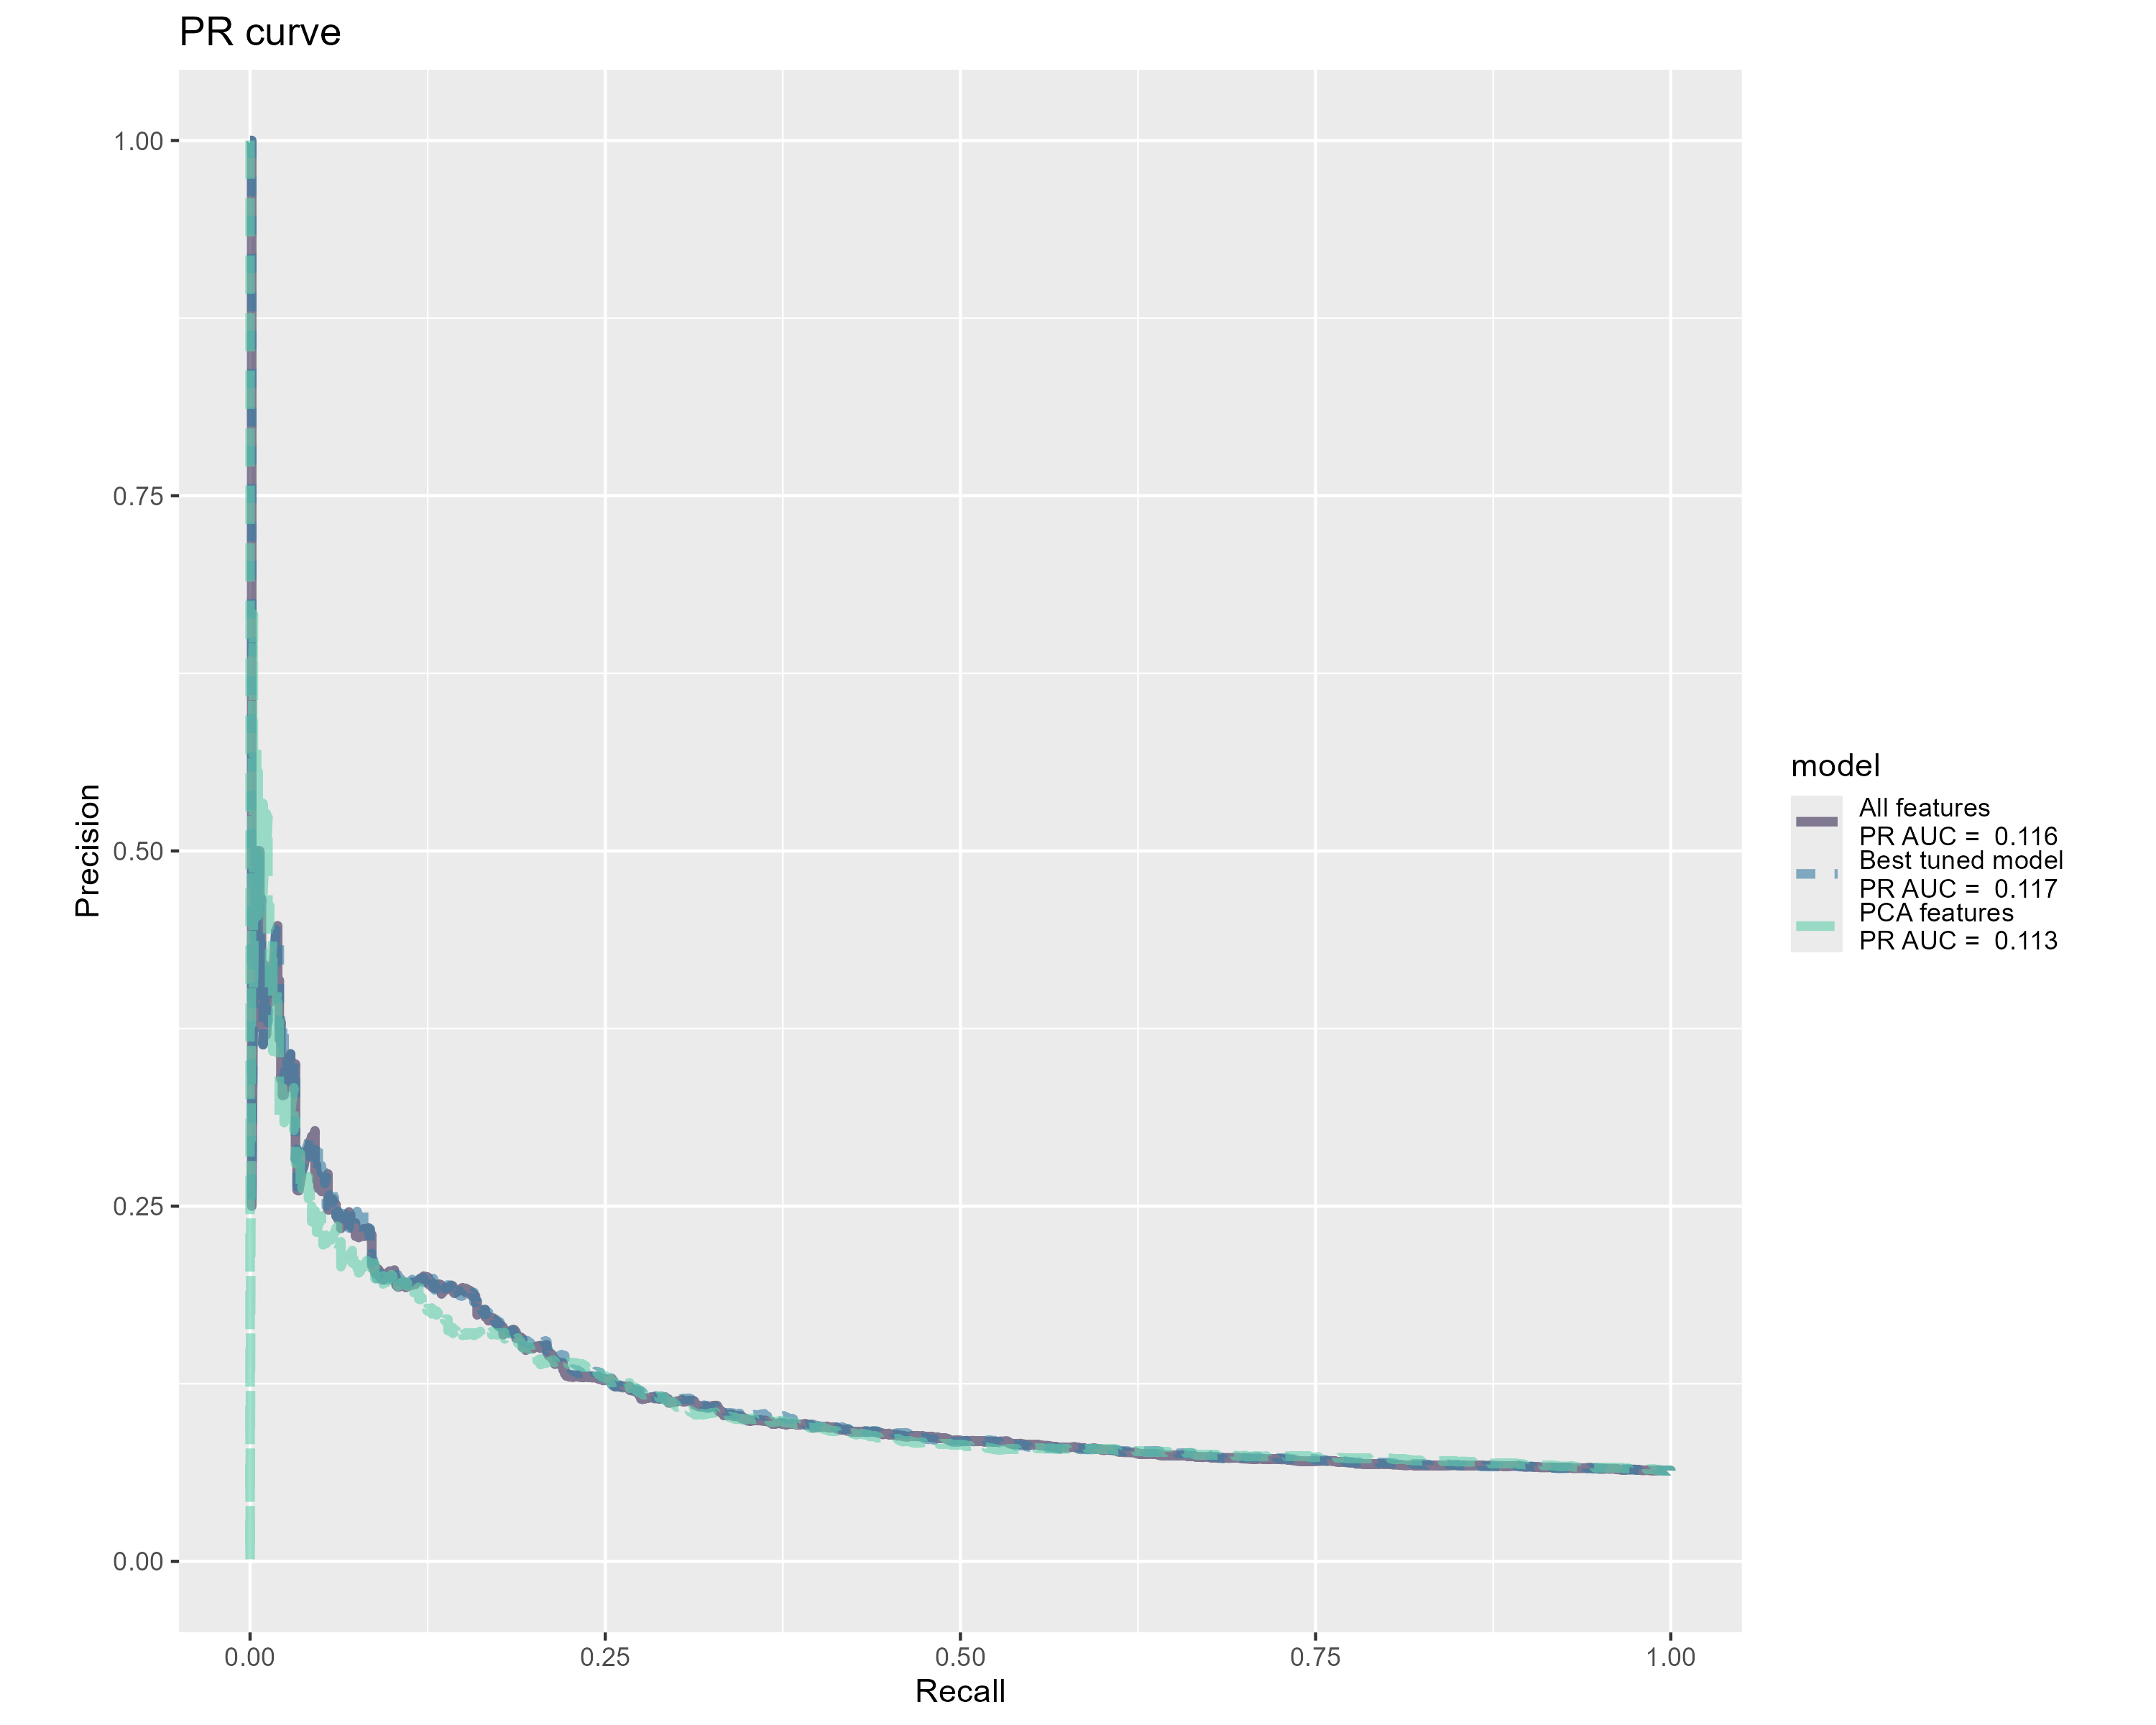 PR curve
1.00
0.75
0.50
0.25
0.00
Precision
0.00 0.25 0.50 0.75 1.00
Recall
model
All features
PR AUC =  0.116
Best tuned model
PR AUC =  0.117
PCA features
PR AUC =  0.113